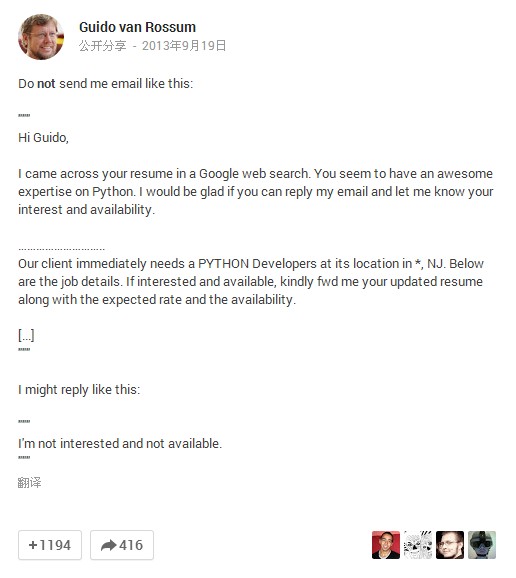 Guido van Rossum
公开分享 - 2013年9月19日
Do not send me email like this:
"""
Hi Guido,
I came across your resume in a Google web search. You seem to have an awesome
expertise on Python. I would be glad if you can reply my email and let me know your
interest and availability.
.............................
Our client immediately needs a PYTHON Developers at its location in *, NJ. Below
are the job details. If interested and available, kindly fwd me your updated resume
along with the expected rate and the availability.
[...]
"""
I might reply like this:
"""
I'm not interested and not available.
"""
翻译
+1194 416